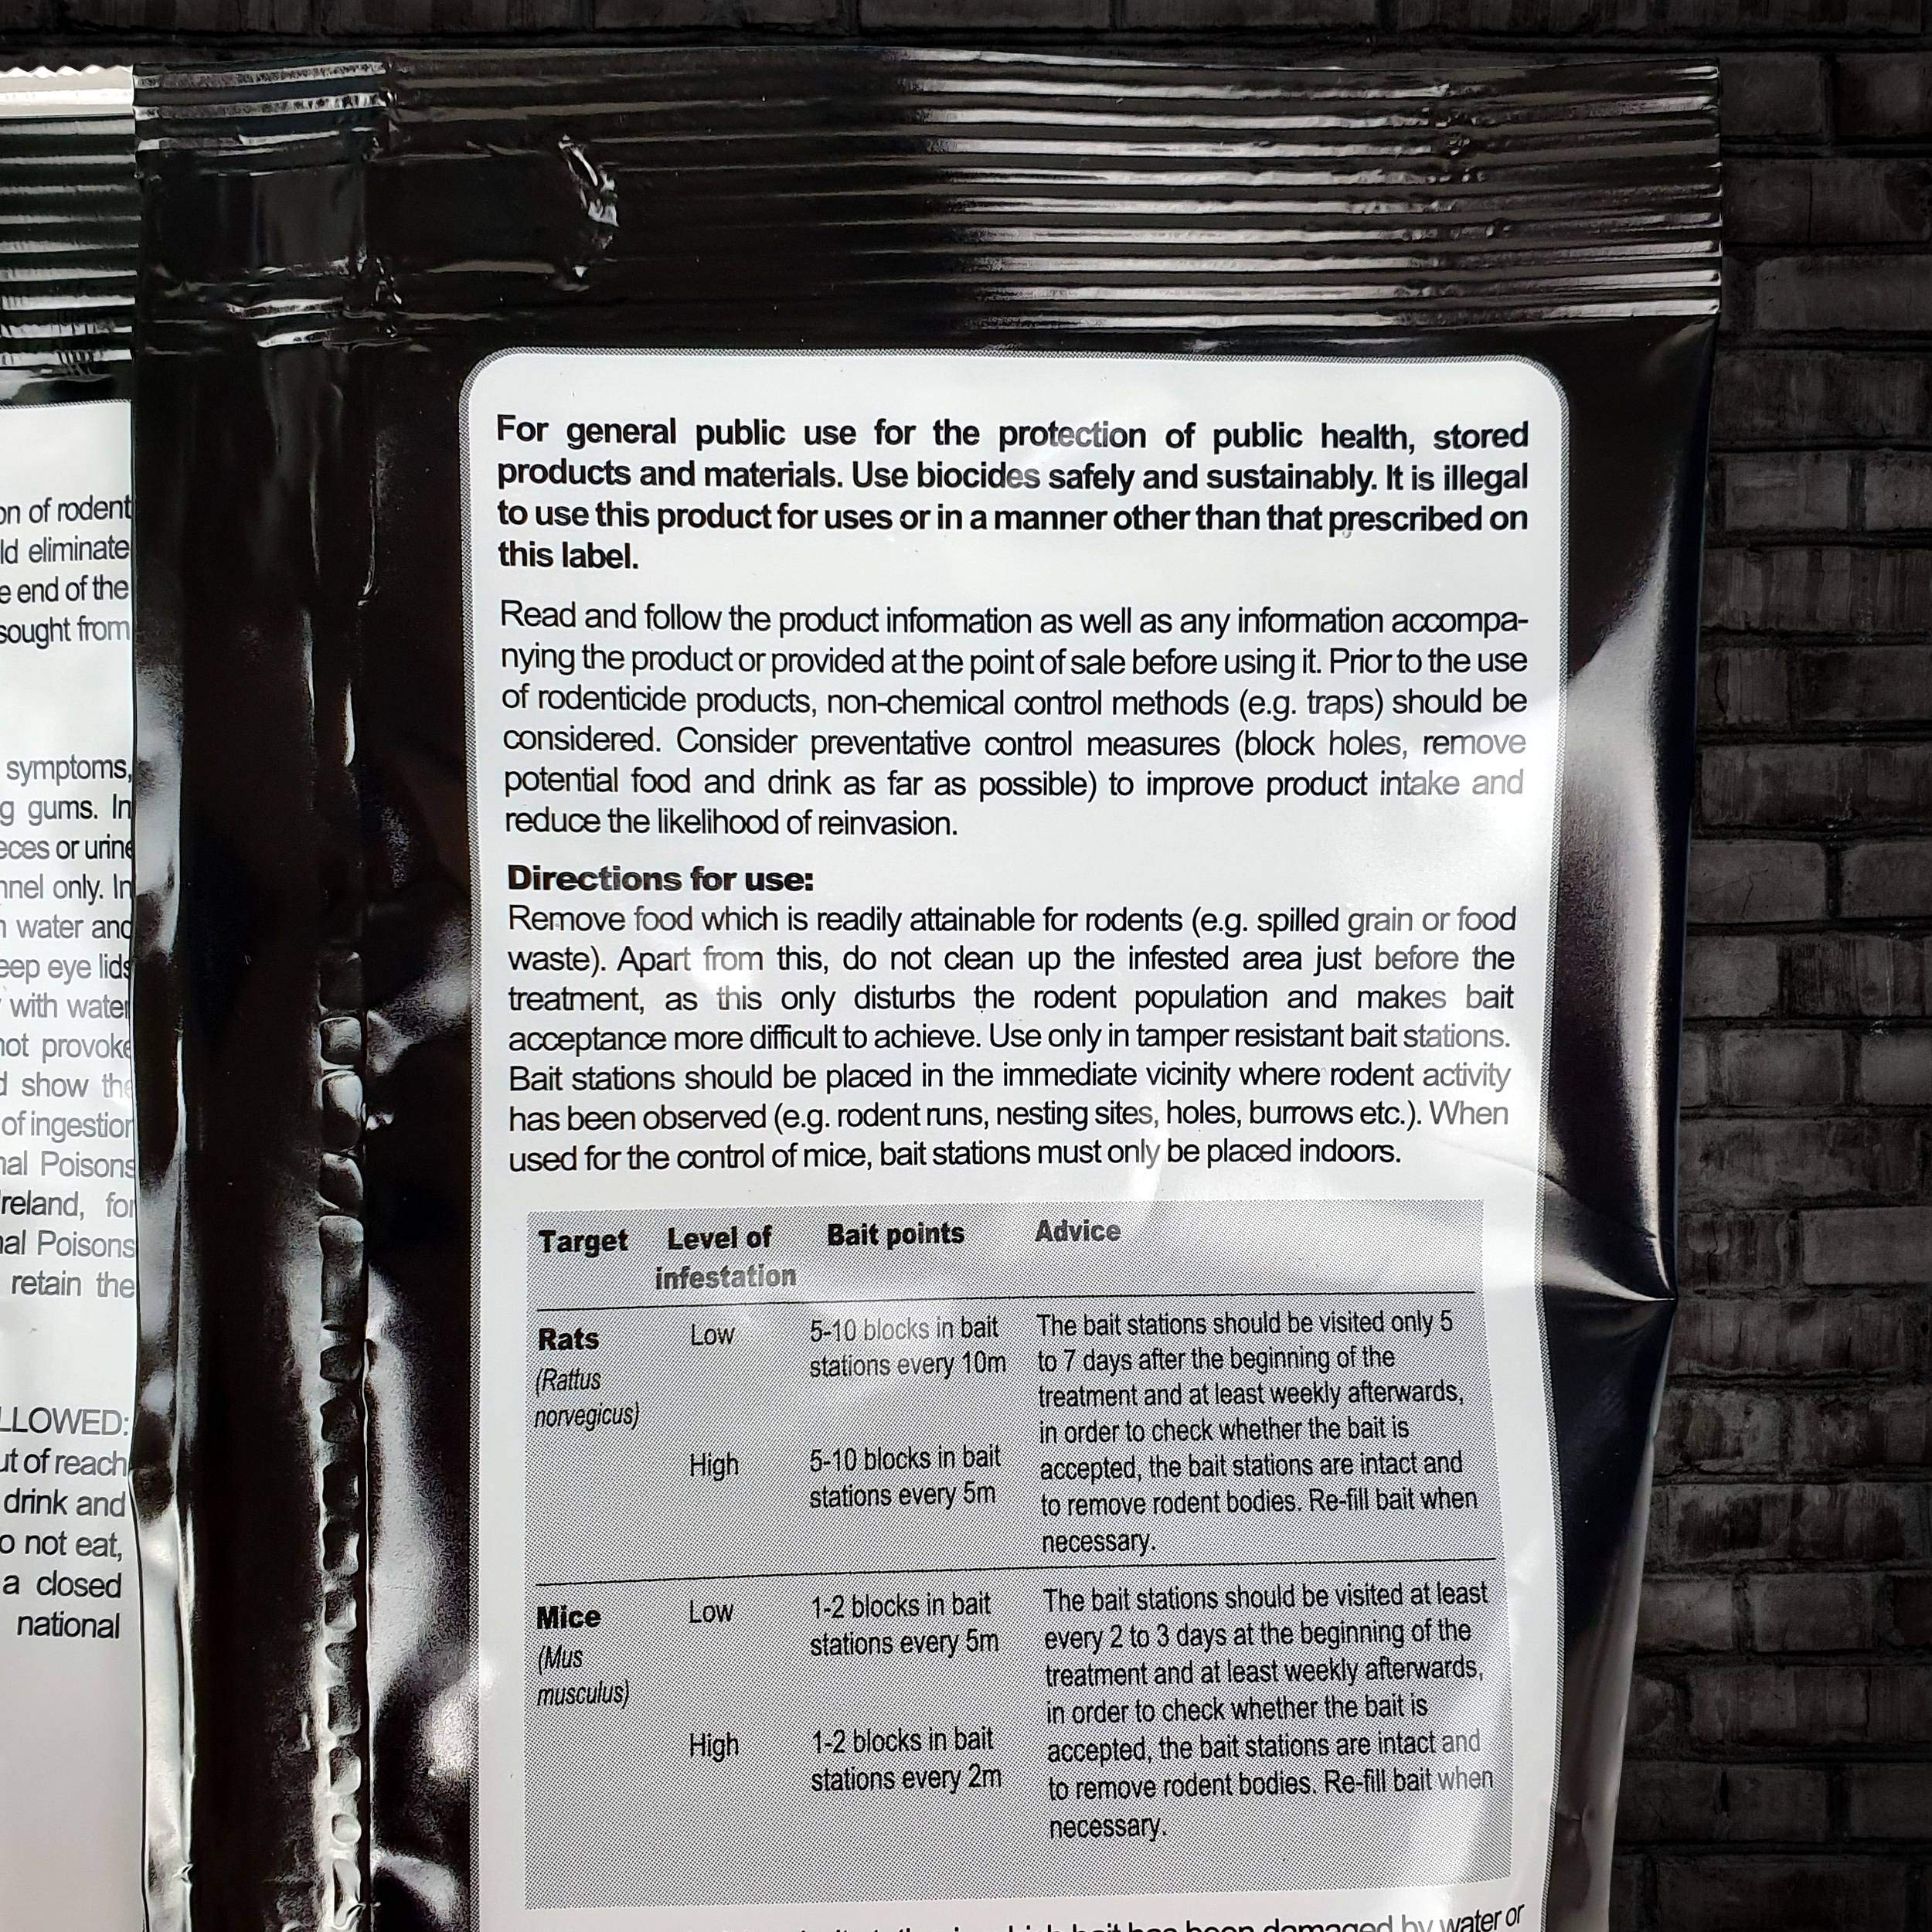 on of rodent
eliminate
e end of the
sought from
symptoms,
g gums. In
or urine
only. In
water and
eye lids
with water
not provoke
show the
of ingestion
Poisons
for
Poisons
retain the
LLOWED:
of reach
drink and
not eat,
a closed
national
For general public use for the protection of public health, stored
products and materials. Use biocides safely and sustainably. It is illegal
to use this product for uses or in a manner other than that prescribed on
this label.
Read and follow the product information as well as any information accompa-
nying the product or provided at the point of sale before using it. Prior to the use
of rodenticide products, non-chemical control methods (e.g. traps) should be
considered. Consider preventative control measures (block holes, remove
potential food and drink as far as possible) to improve product intake and
reduce the likelihood of reinvasion.
Directions for use:
Remove food which is readily attainable for rodents (e.g. spilled grain or food
waste). Apart from this, do not clean up the infested area just before the
treatment, as this only disturbs the rodent population and makes bait
acceptance more difficult to achieve. Use only in tamper resistant bait stations.
Bait stations should be placed in the immediate vicinity where rodent activity
has been observed (e.g. rodent runs, nesting sites, holes, burrows etc.). When
used for the control of mice, bait stations must only be placed indoors.
Target Level of Bait points Advice
infestation
Rats
(Rattus
norvegicus)
Low
5-10 blocks in bait
stations every 10m
High
5-10 blocks in bait
stations every 5m
The bait stations should be visited only 5
to 7 days after the beginning of the
treatment and at least weekly afterwards,
in order to check whether the bait is
accepted, the bait stations are intact and
to remove rodent bodies. Re-fill bait when
necessary.
Mice
(Mus
musculus)
Low
1-2 blocks in bait
stations every 5m
High
1-2 blocks in bait
stations every 2m
The bait stations should be visited at least
every 2 to 3 days at the beginning of the
treatment and at least weekly afterwards,
in order to check whether the bait is
accepted, the bait stations are intact and
to remove rodent bodies. Re-fill bait when
necessary.
bait has been damaged by water or